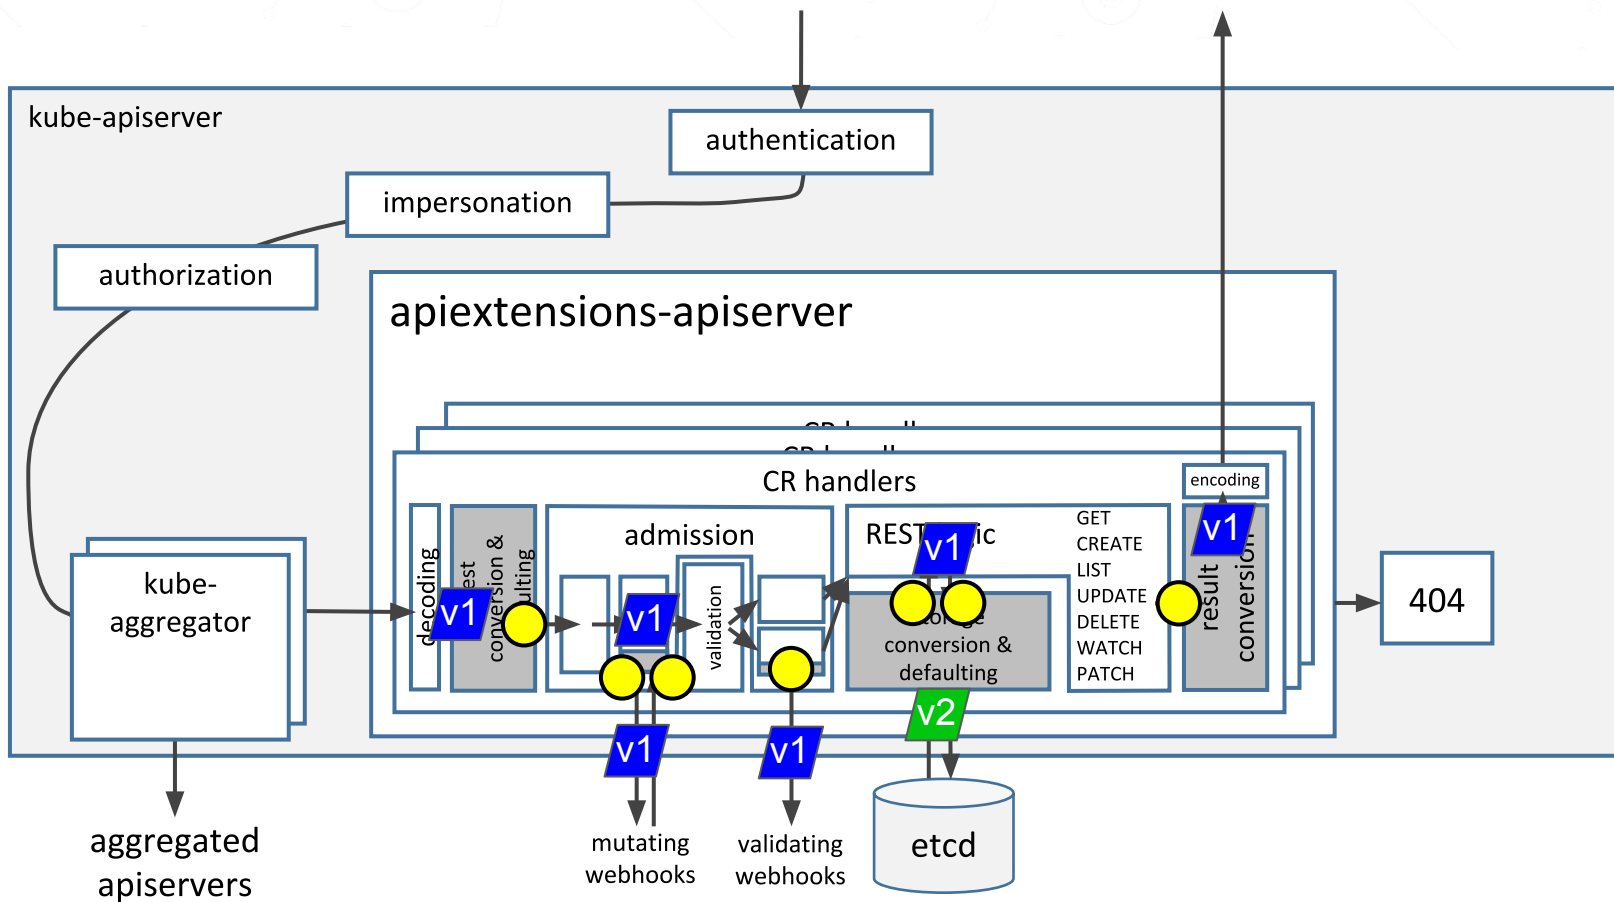 kube-apiserver
authentication
impersonation
authorization
apiextensions-apiserver
CR handlers
encoding
decoding
conversion &
admission
validation
GET
CREATE
LIST
UPDATE
DELETE
WATCH
PATCH
conversion &
defaulting
result
conversion
v1
v1
v1
v1
v1
v1
v2
404
kube-
aggregator
aggregated
apiservers
mutating
webhooks
validating
webhooks
etcd